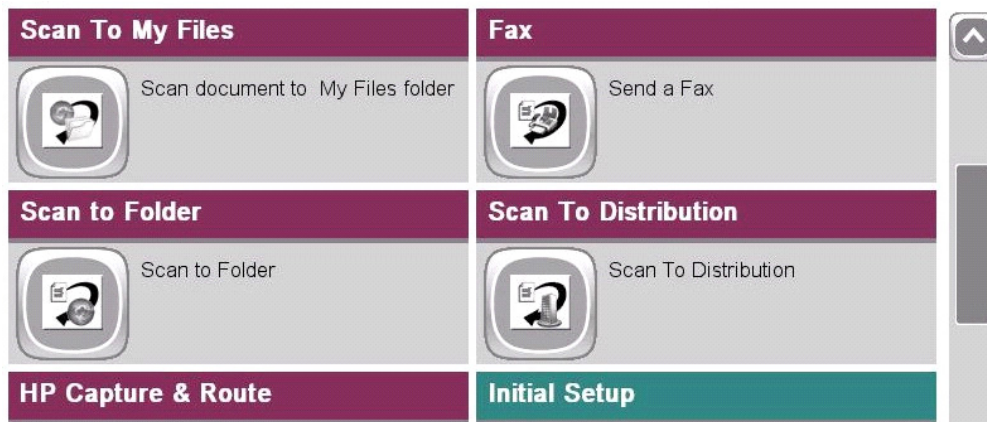 Scan To My Files
Scan document to  My Files folder
Fax
Send a Fax
Scan to Folder
Scan to Folder
Scan To Distribution
Scan To Distribution
HP Capture & Route
Initial Setup